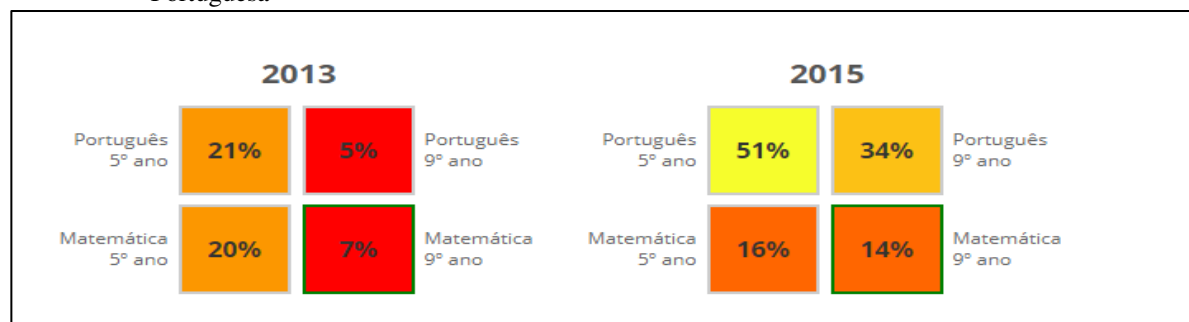 Portuguesa
2013
2015
Português
5º ano
21%
5%
Português
9º ano
Português
5º ano
51%
34%
Português
9º ano
Matemática
5º ano
20%
7%
Matemática
9º ano
Matemática
5º ano
16%
14%
Matemática
9º ano